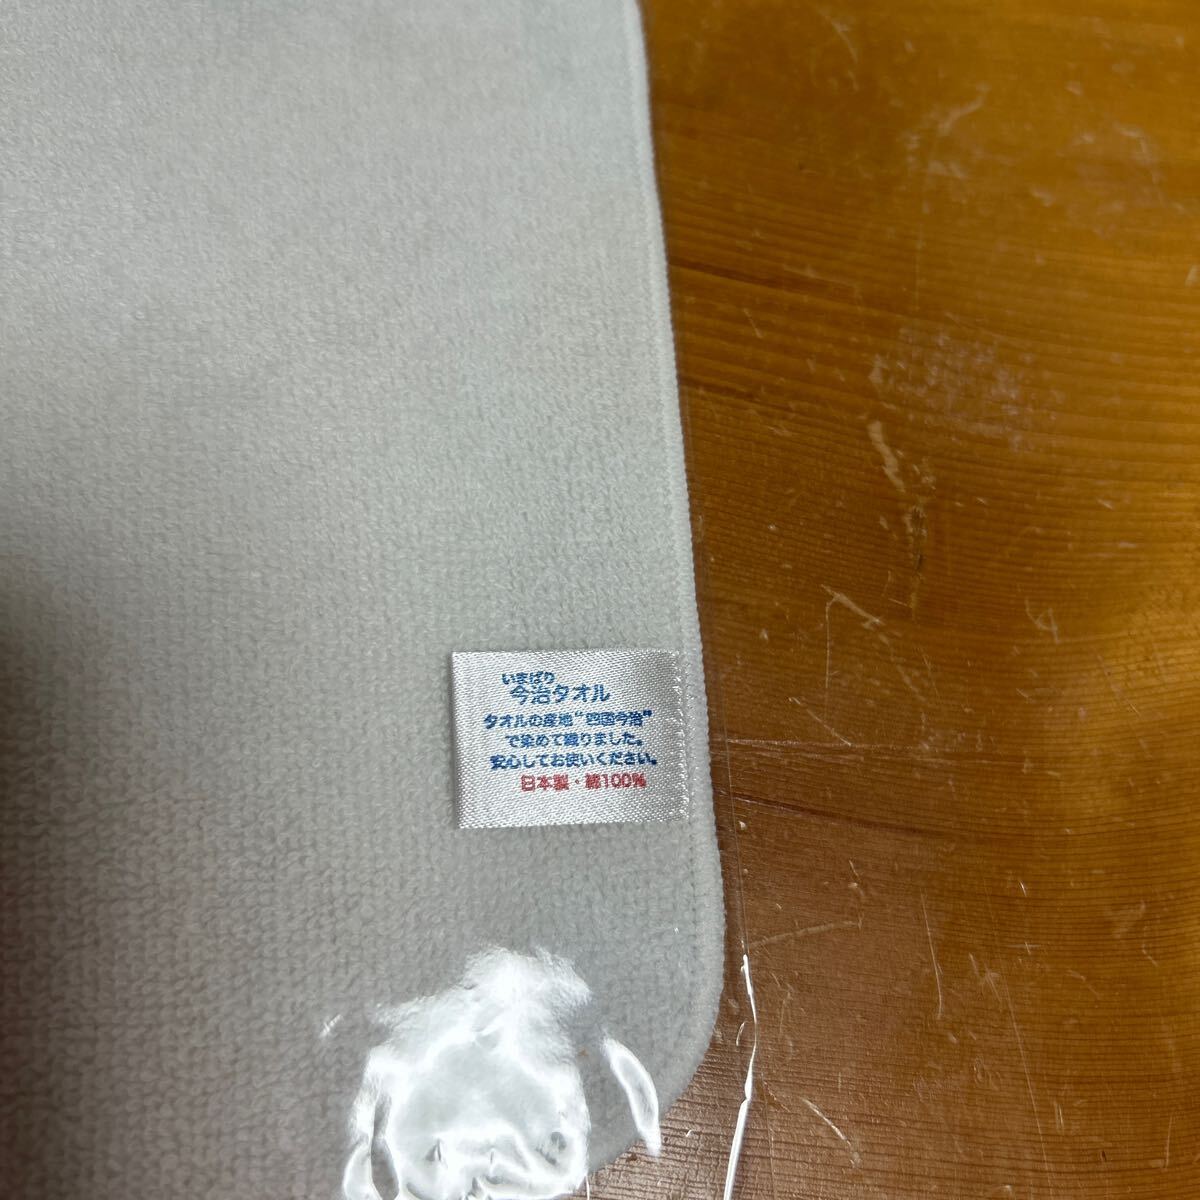 いまばり
今治タオル
タオルの産地“四国今治”
で染めて織りました。
安心してお使いください。
日本製・綿100%